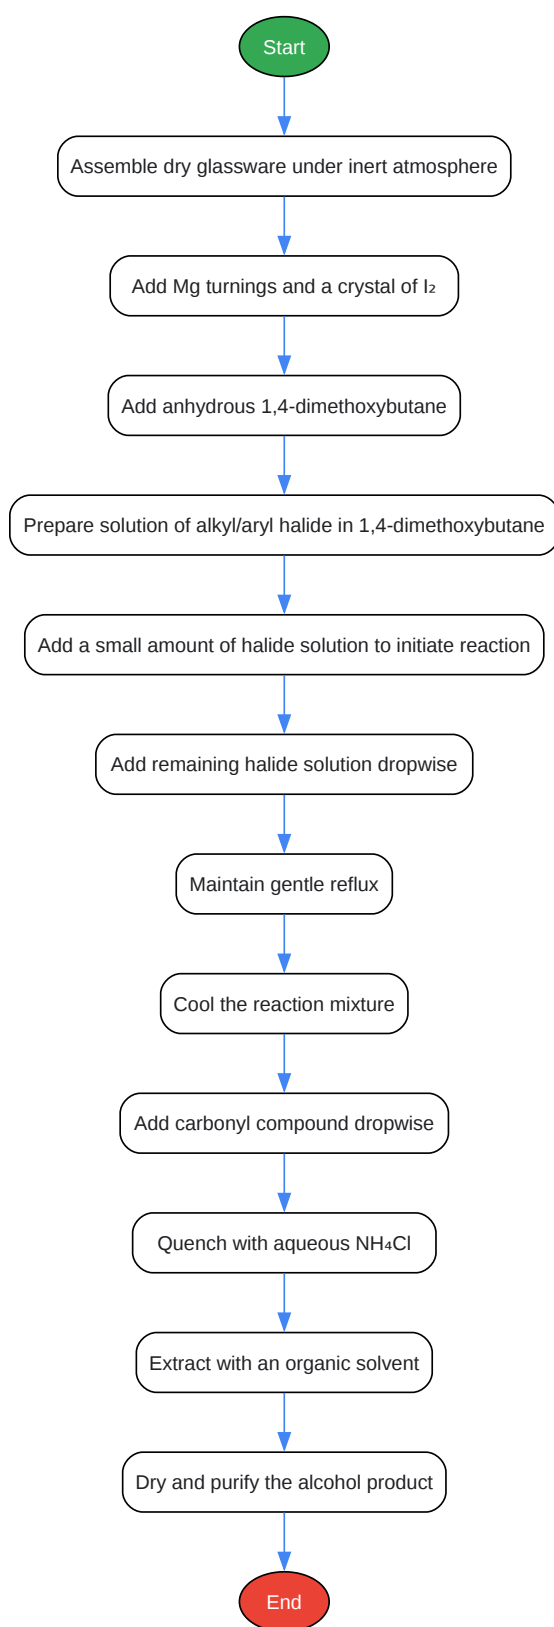 Start
Assemble dry glassware under inert atmosphere
Add Mg turnings and a crystal of I₂
Add anhydrous 1,4-dimethoxybutane
Prepare solution of alkyl/aryl halide in 1,4-dimethoxybutane
Add a small amount of halide solution to initiate reaction
Add remaining halide solution dropwise
Maintain gentle reflux
Cool the reaction mixture
Add carbonyl compound dropwise
Quench with aqueous NH₄Cl
Extract with an organic solvent
Dry and purify the alcohol product
End